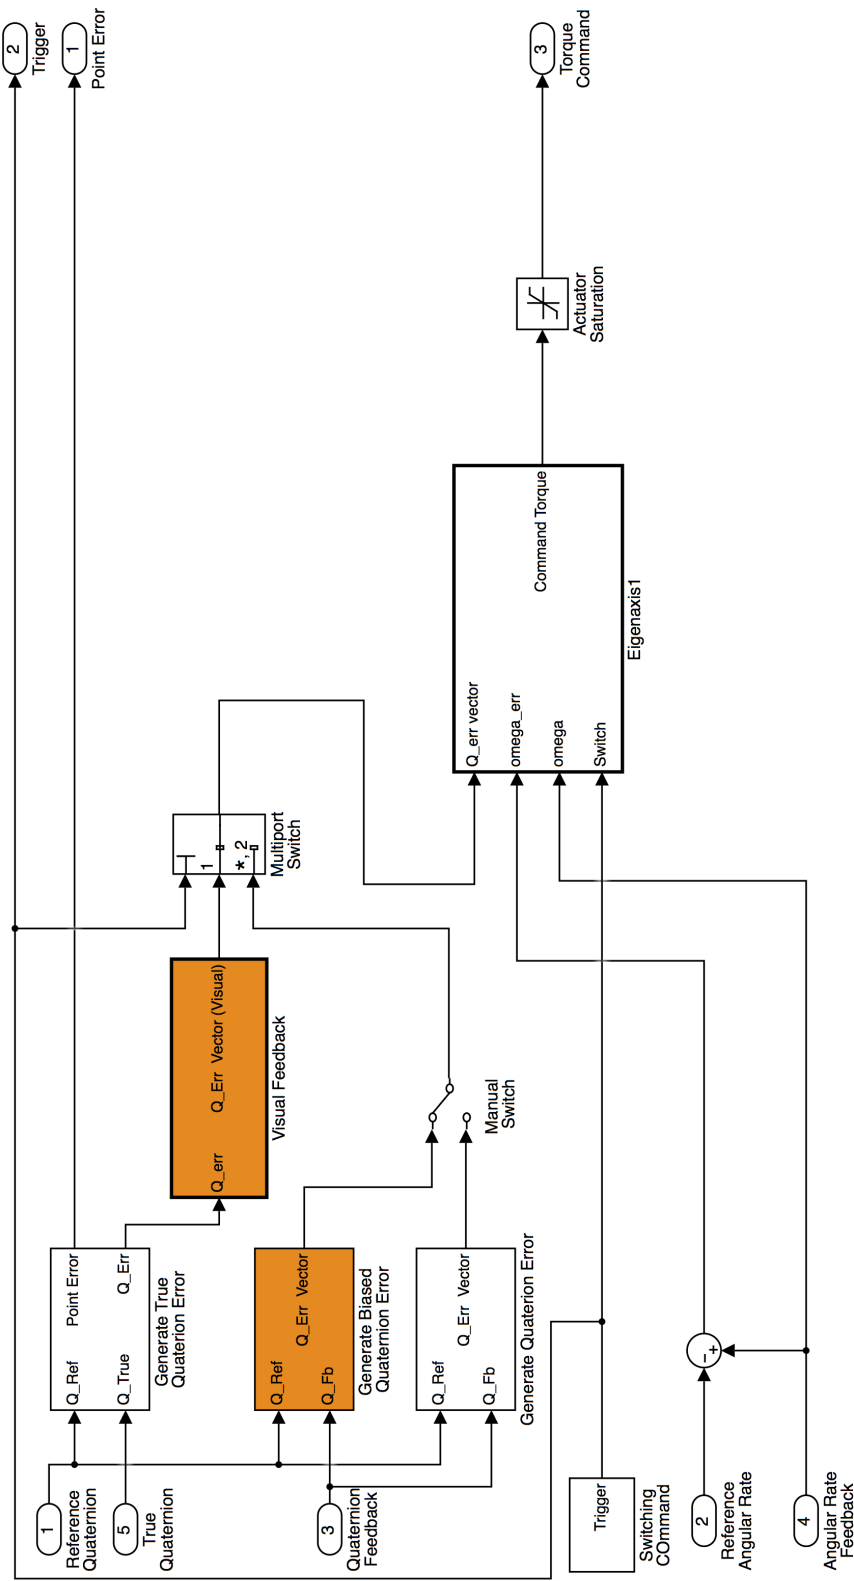 2
Trigger
1
Point Error
3
Torque
Command
Actuator
Saturation
Q_err vector
omega_err
omega
Switch
Command Torque
Eigenaxis1
1
*, 2
Multiport
Switch
Q_err
Q_Err Vector (Visual)
Visual Feedback
Manual
Switch
Q_Ref
Point Error
Q_True
Q_Err
Generate True
Quaterion Error
Q_Ref
Q_Err Vector
Q_Fb
Generate Biased
Quaternion Error
Q_Ref
Q_Err Vector
Q_Fb
Generate Quaterion Error
1
Reference
Quaternion
5
True
Quaternion
3
Quaternion
Feedback
Trigger
Switching
COmmand
-
+
2
Reference
Angular Rate
4
Angular Rate
Feedback